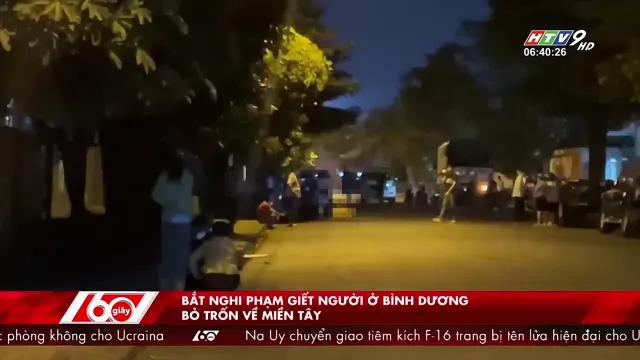 HTV9 HD
06:40:26
60 giây
BẮT NGHI PHẠM GIẾT NGƯỜI Ở BÌNH DƯƠNG
BỎ TRỐN VỀ MIỀN TÂY
c phòng không cho Ucraina 60 Na Uy chuyển giao tiêm kích F-16 trang bị tên lửa hiện đại cho U